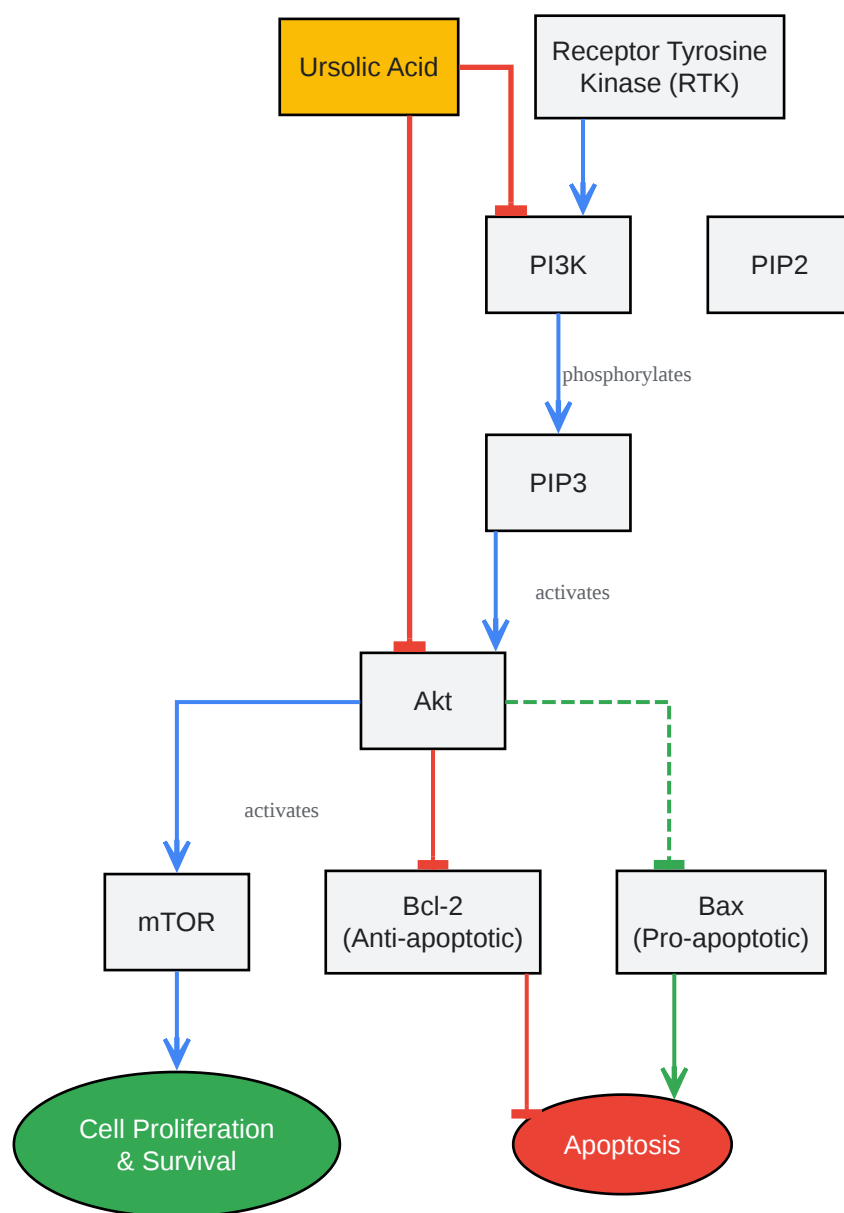 Ursolic Acid
Receptor Tyrosine
Kinase (RTK)
PI3K
PIP2
phosphorylates
PIP3
activates
Akt
activates
mTOR
Bcl-2
(Anti-apoptotic)
Bax
(Pro-apoptotic)
Cell Proliferation
& Survival
Apoptosis